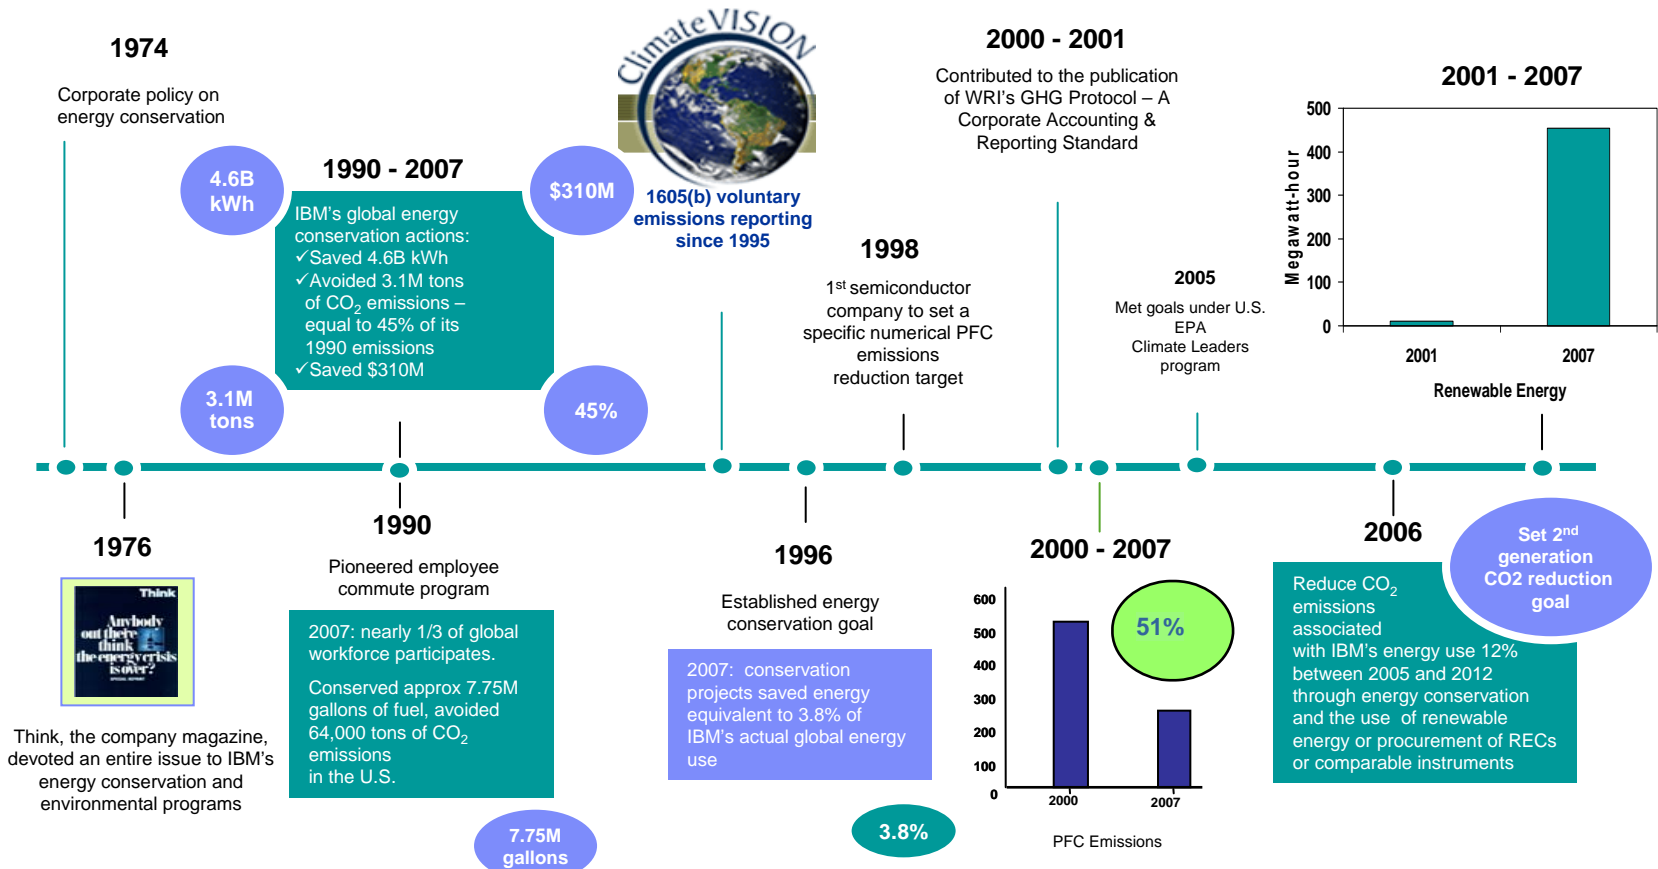 1974
Corporate policy on
energy conservation
4.6B
kWh
1990 - 2007
$310M
IBM's global energy
conservation actions:
✓Saved 4.6B kWh
✓Avoided 3.1M tons
of CO2 emissions –
equal to 45% of its
1990 emissions
✓Saved $310M
3.1M
tons
45%
ClimateVISION
1605(b) voluntary
emissions reporting
since 1995
1998
1st semiconductor
company to set a
specific numerical PFC
emissions
reduction target
2000 - 2001
Contributed to the publication
of WRI's GHG Protocol – A
Corporate Accounting &
Reporting Standard
2005
Met goals under U.S.
EPA
Climate Leaders
program
2001 - 2007
Megawatt-hour
500
400
300
200
100
0
2001
2007
Renewable Energy
1976
Think
Anybody
out there
think
the energy crisis
is over?
SPECIAL REPORT
Think, the company magazine,
devoted an entire issue to IBM's
energy conservation and
environmental programs
1990
Pioneered employee
commute program
2007: nearly 1/3 of global
workforce participates.
Conserved approx 7.75M
gallons of fuel, avoided
64,000 tons of CO2
emissions
in the U.S.
7.75M
gallons
1996
Established energy
conservation goal
2007: conservation
projects saved energy
equivalent to 3.8% of
IBM's actual global energy
use
3.8%
2000 - 2007
600
500
400
300
200
100
0
51%
2000
2007
PFC Emissions
2006
Reduce CO2
emissions
associated
with IBM's energy use 12%
between 2005 and 2012
through energy conservation
and the use of renewable
energy or procurement of RECs
or comparable instruments
Set 2nd
generation
CO2 reduction
goal